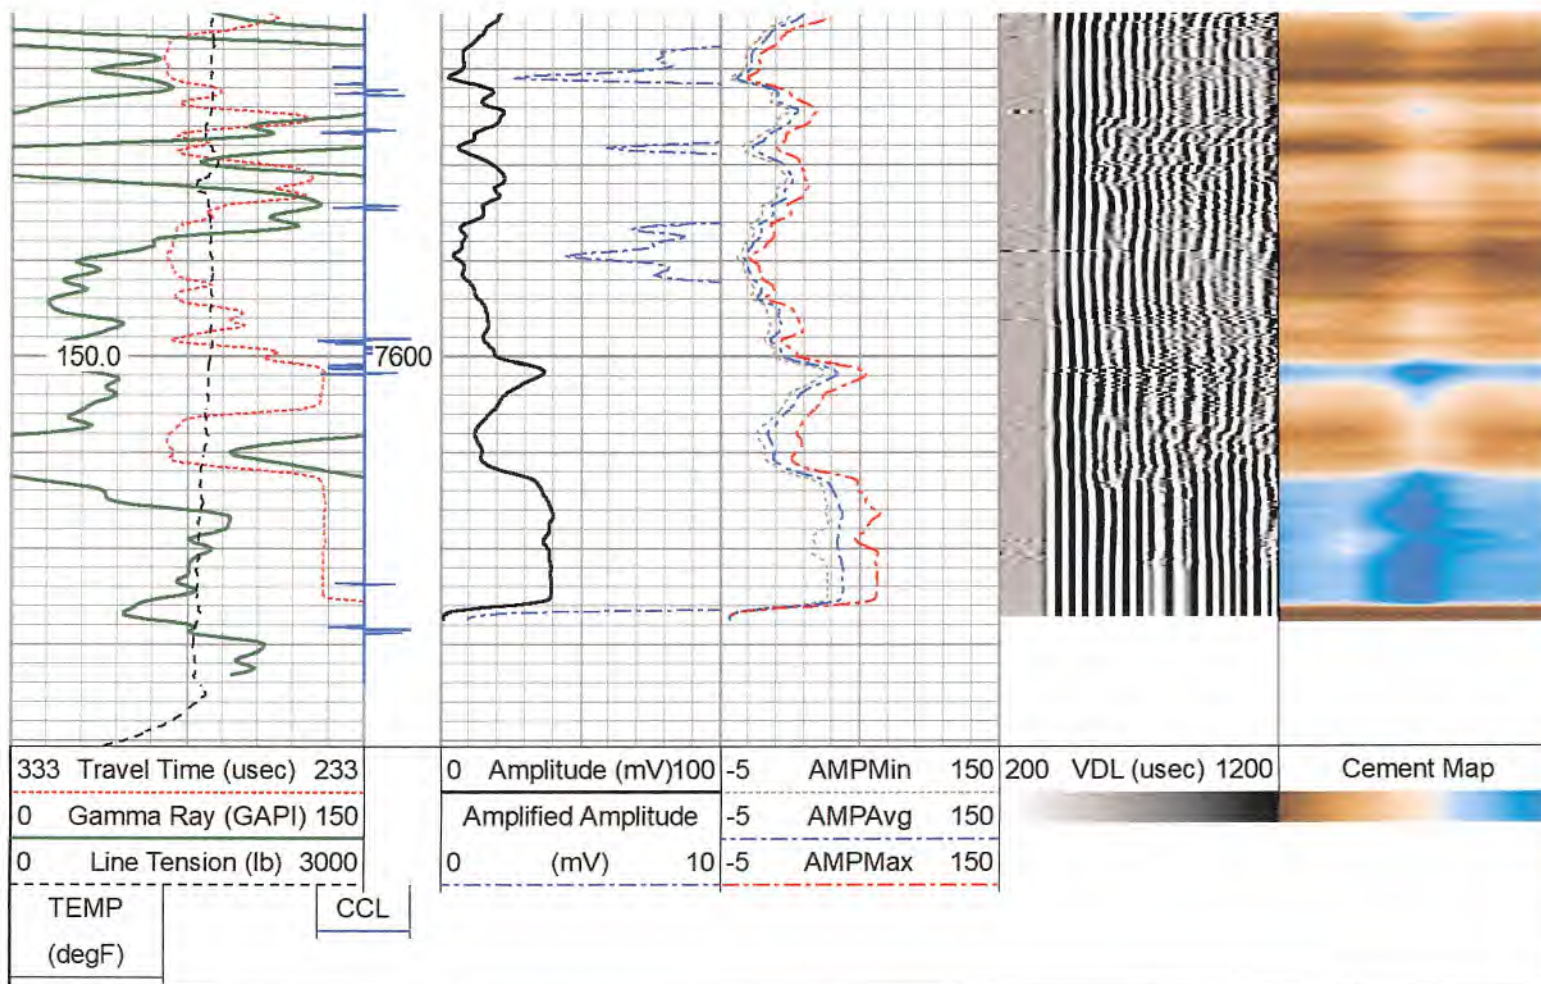 150.0
7600
333 Travel Time (usec) 233
0 Gamma Ray (GAPI) 150
0 Line Tension (lb) 3000
TEMP
(degF)
CCL
0 Amplitude (mV)100
Amplified Amplitude
0 (mV) 10
-5 AMPMin 150
-5 AMPAvg 150
-5 AMPMax 150
200 VDL (usec) 1200
Cement Map